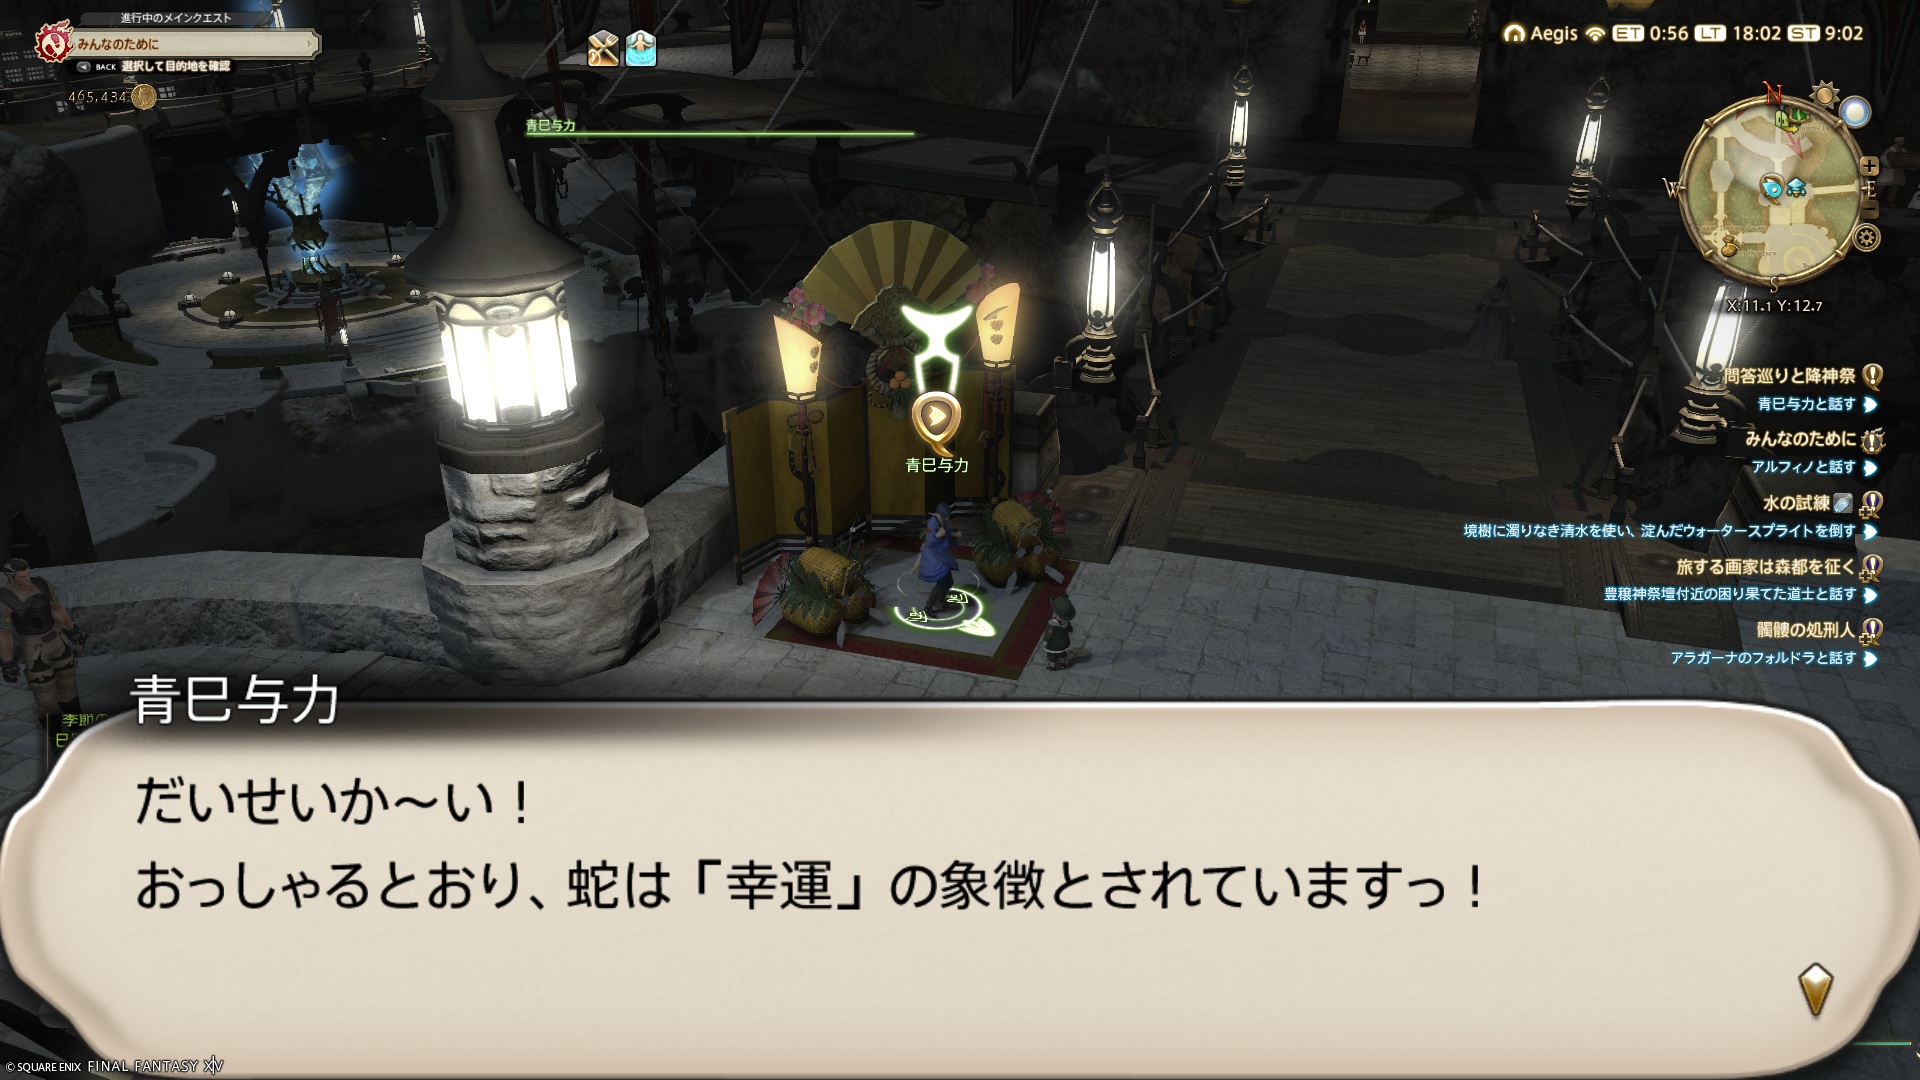 進行中のメインクエスト
みんなのために
BACK 選択して目的地を確認
465,434
青巳与力
Aegis ET 0:56 LT 18:02 ST 9:02
N
W
E
S
X:11.1 Y:12.7
問答巡りと降神祭
青巳与力と話す
みんなのために
アルフィノと話す
水の試練
境樹に濁りなき清水を使い、淀んだウォータースプライトを倒す
旅する画家は森都を征く
豊穣神祭壇付近の困り果てた道士と話す
髑髏の処刑人
アラガーナのフォルドラと話す
青巳与力
季節の
青巳与力
だいせいか～い！
おっしゃるとおり、蛇は「幸運」の象徴とされていますっ！
© SQUARE ENIX FINAL FANTASY XIV